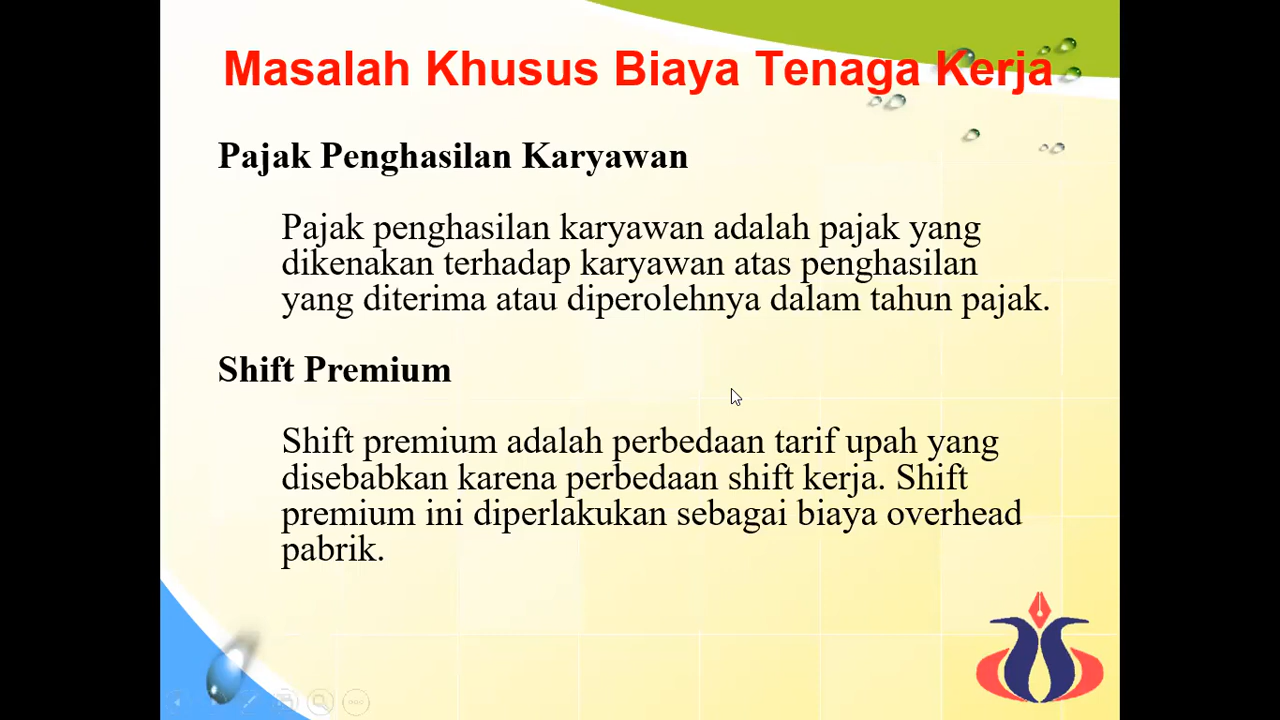 Masalah Khusus Biaya Tenaga Kerja
Pajak Penghasilan Karyawan
Pajak penghasilan karyawan adalah pajak yang
dikenakan terhadap karyawan atas penghasilan
yang diterima atau diperolehnya dalam tahun pajak.
Shift Premium
Shift premium adalah perbedaan tarif upah yang
disebabkan karena perbedaan shift kerja. Shift
premium ini diperlakukan sebagai biaya overhead
pabrik.